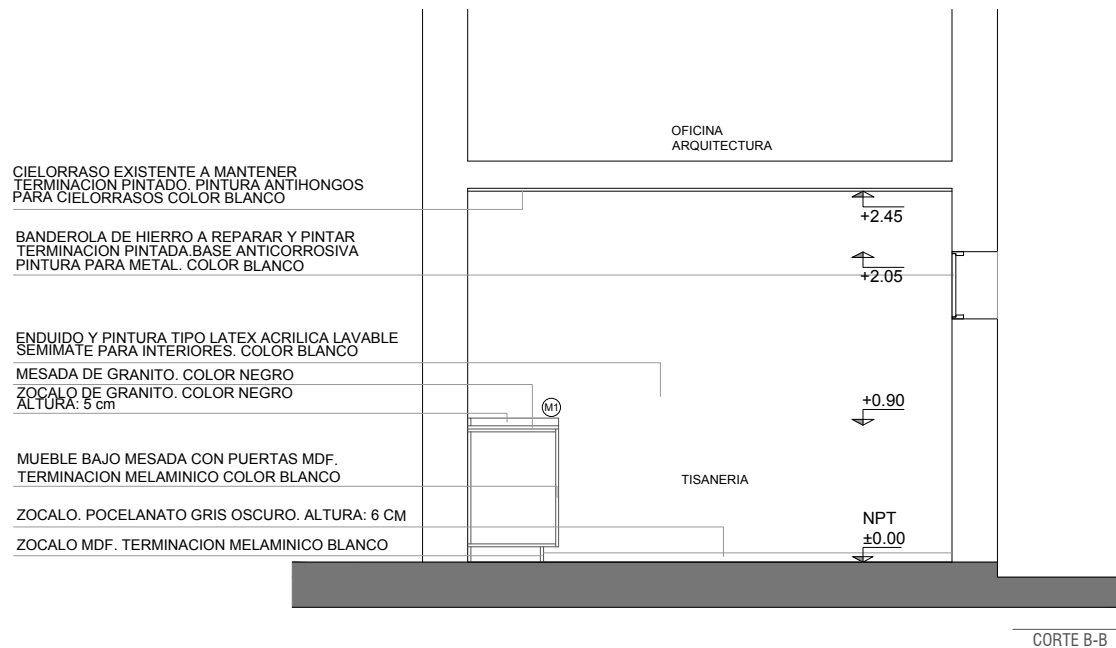 OFICINA
ARQUITECTURA
CIELORRASO EXISTENTE A MANTENER
TERMINACION PINTADO. PINTURA ANTIHONGOS
PARA CIELORRASOS COLOR BLANCO
+2.45
BANDEROLA DE HIERRO A REPARAR Y PINTAR
TERMINACION PINTADA.BASE ANTICORROSIVA
PINTURA PARA METAL. COLOR BLANCO
+2.05
ENDUIDO Y PINTURA TIPO LATEX ACRILICA LAVABLE
SEMIMATE PARA INTERIORES. COLOR BLANCO
MESADA DE GRANITO. COLOR NEGRO
ZOCALO DE GRANITO. COLOR NEGRO
ALTURA: 5 cm
M1
+0.90
MUEBLE BAJO MESADA CON PUERTAS MDF.
TERMINACION MELAMINICO COLOR BLANCO
TISANERIA
ZOCALO. POCELANATO GRIS OSCURO. ALTURA: 6 CM
NPT
±0.00
ZOCALO MDF. TERMINACION MELAMINICO BLANCO
CORTE B-B